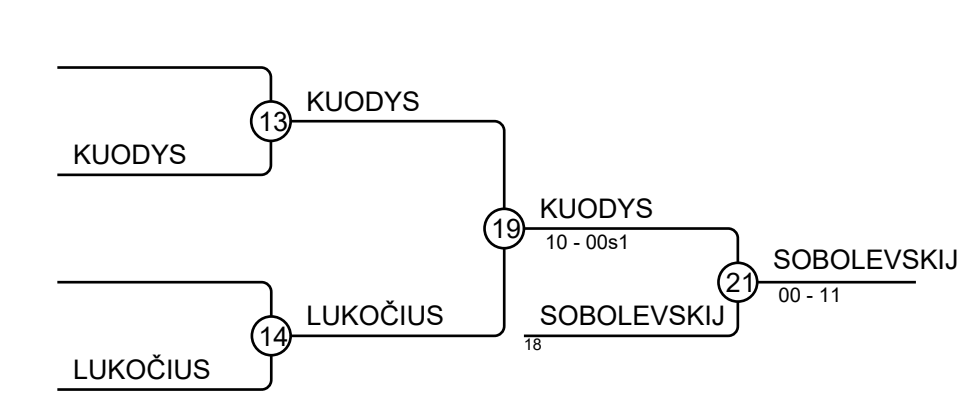 KUODYS
13
KUODYS
KUODYS
19
10 - 00s1
SOBOLEVSKIJ
21
00 - 11
LUKOČIUS
14
SOBOLEVSKIJ
18
LUKOČIUS